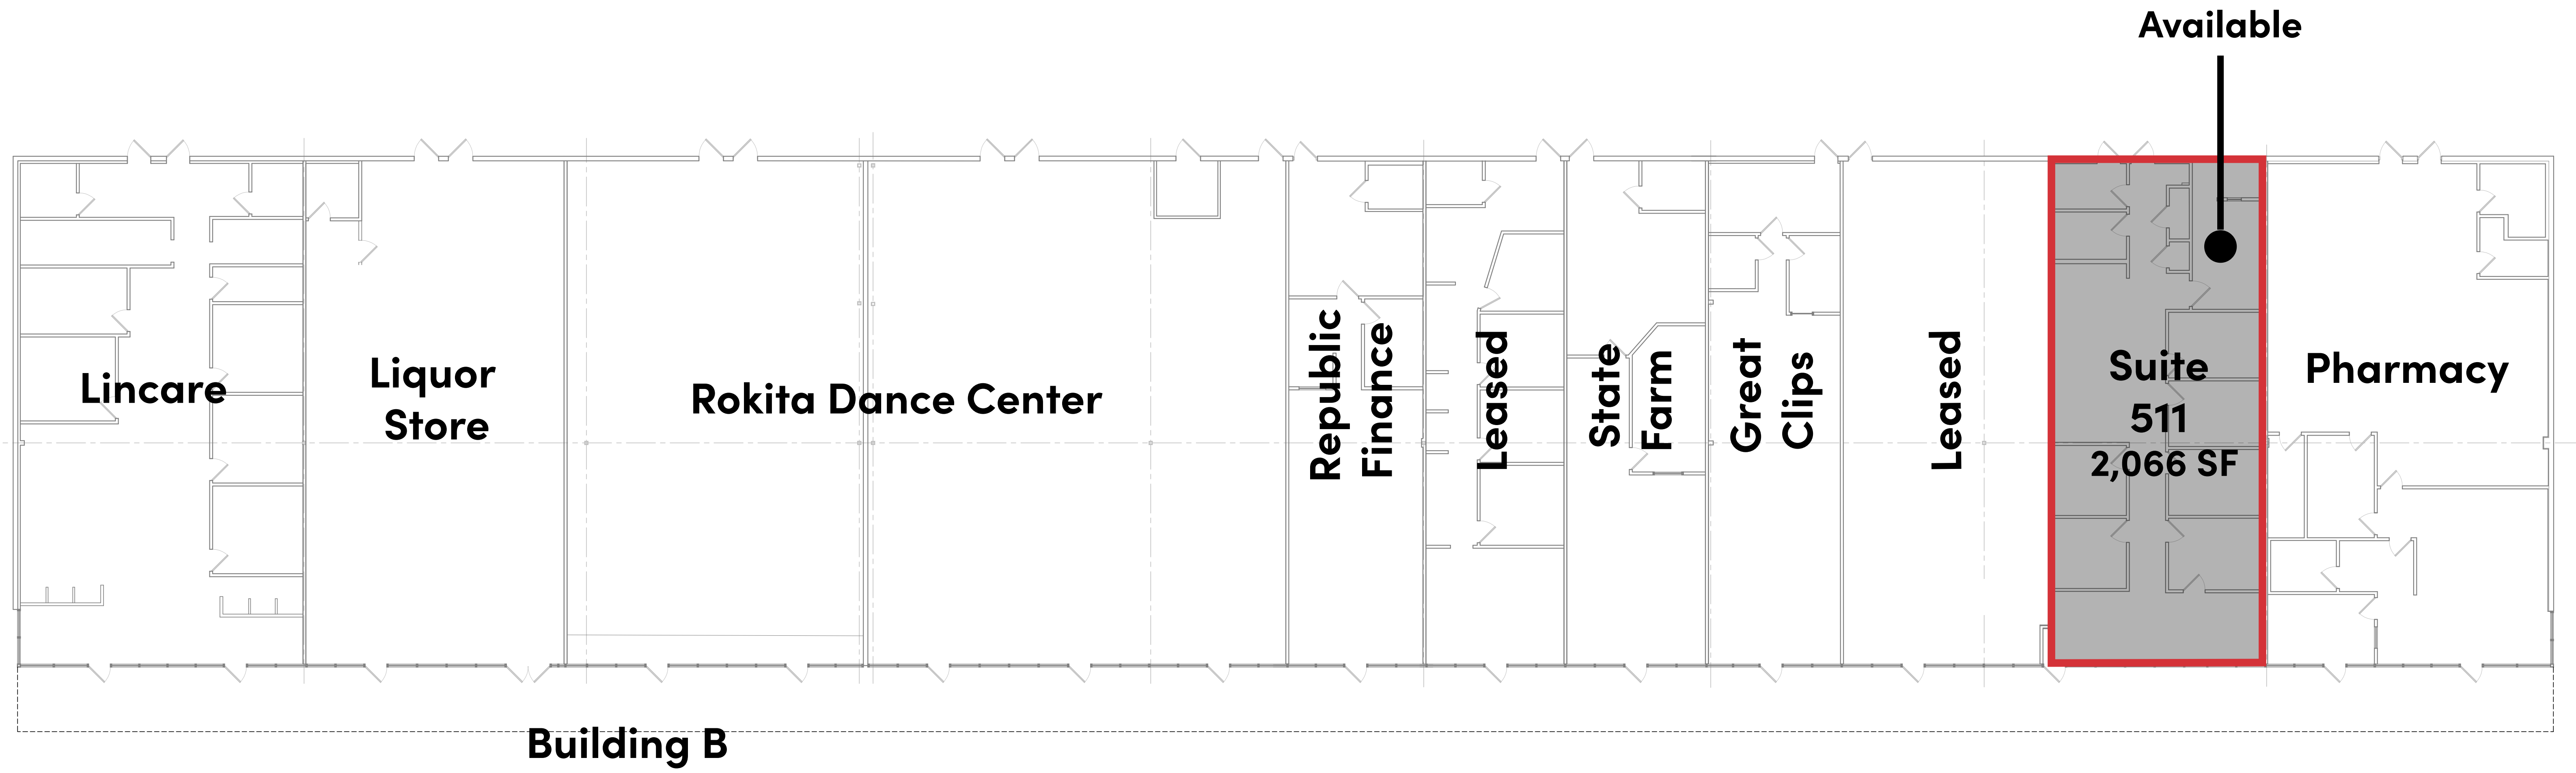 Available
Lincare
Liquor
Store
Rokita Dance Center
Republic
Finance
Leased
State
Farm
Great
Clips
Leased
Suite
511
2,066 SF
Pharmacy
Building B